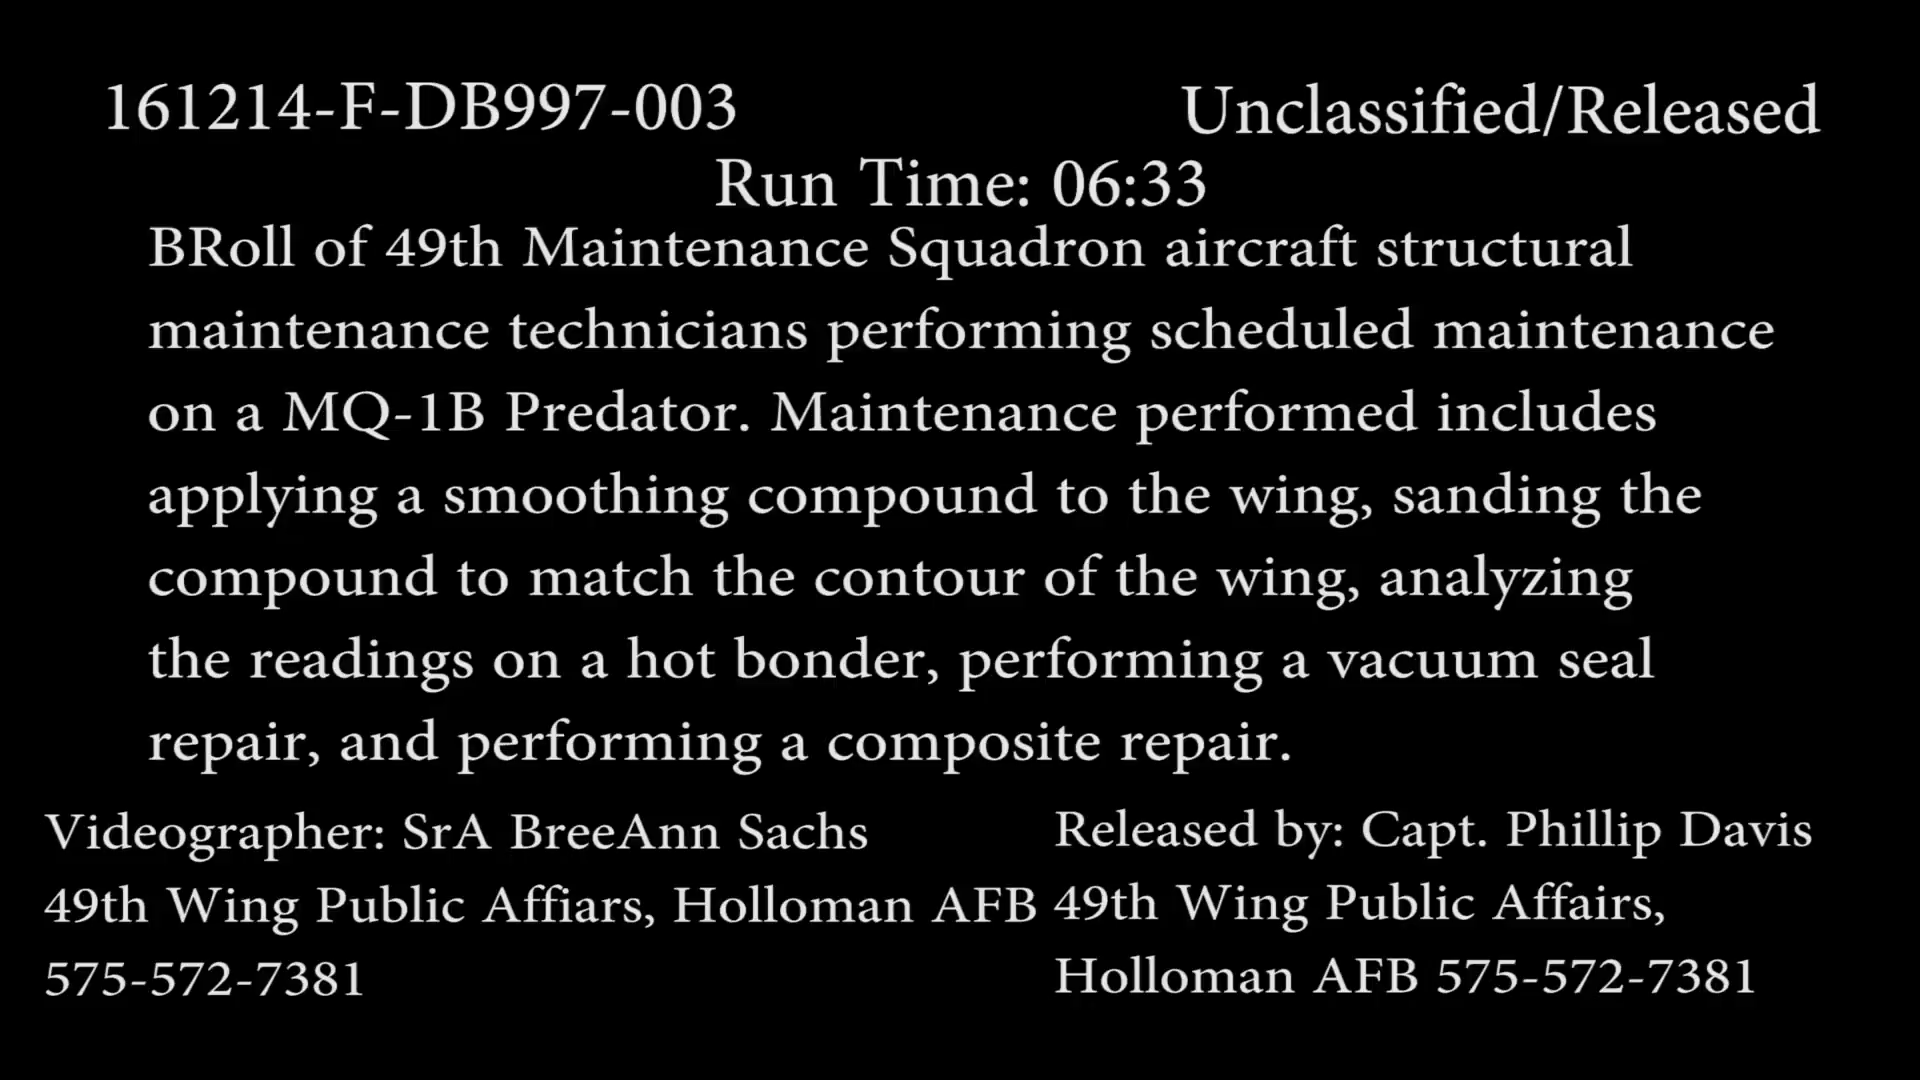 161214-F-DB997-003
Unclassified/Released
Run Time: 06:33
BRoll of 49th Maintenance Squadron aircraft structural
maintenance technicians performing scheduled maintenance
on a MQ-1B Predator. Maintenance performed includes
applying a smoothing compound to the wing, sanding the
compound to match the contour of the wing, analyzing
the readings on a hot bonder, performing a vacuum seal
repair, and performing a composite repair.
Videographer: SrA BreeAnn Sachs
49th Wing Public Affiars, Holloman AFB
575-572-7381
Released by: Capt. Phillip Davis
49th Wing Public Affairs,
Holloman AFB 575-572-7381